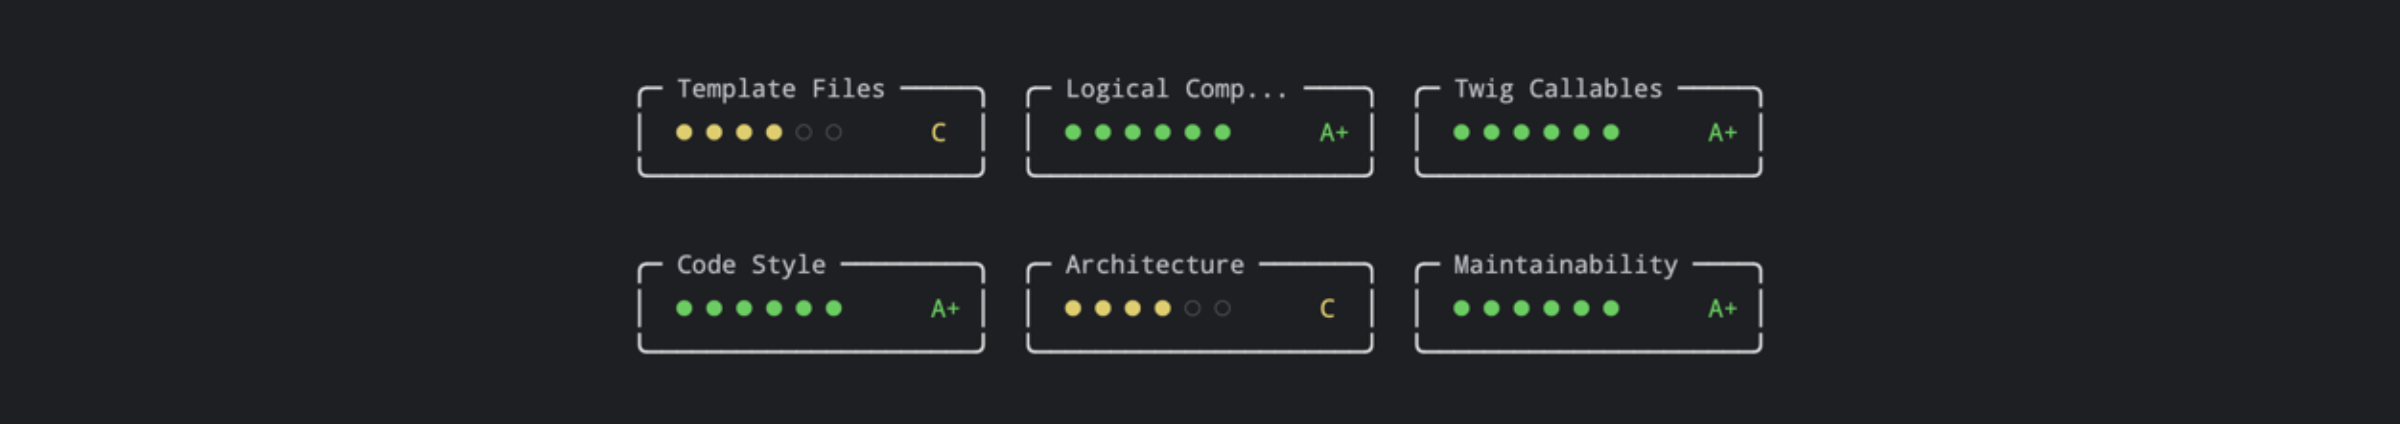 Template Files Logical Comp... Twig Callables
C A+ A+
Code Style Architecture Maintainability
A+ C A+